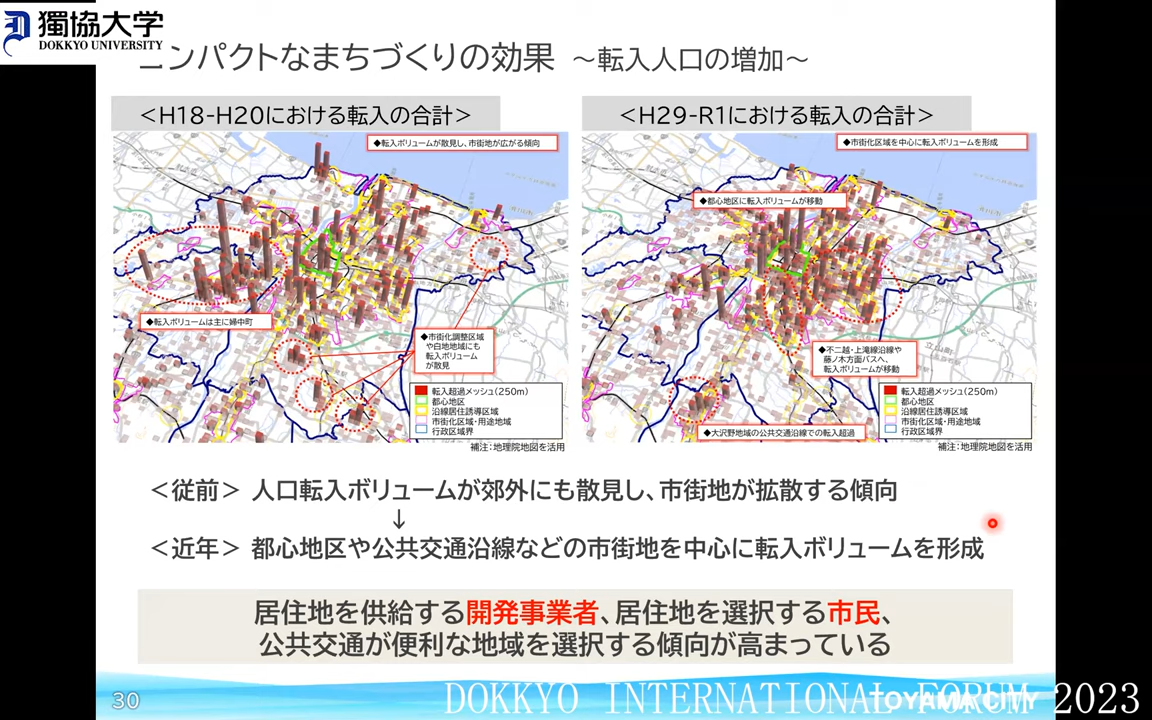 獨協大学
DOKKYO UNIVERSITY
コンパクトなまちづくりの効果 ～転入人口の増加～
＜H18-H20における転入の合計＞
◆転入ボリュームが散見し、市街地が広がる傾向
◆転入ボリュームは主に婦中町
◆市街化調整区域
や白地地域にも
転入ボリューム
が散見
転入超過メッシュ(250m)
都心地区
沿線居住誘導区域
市街化区域・用途地域
行政区域界
補注：地理院地図を活用
＜H29-R1における転入の合計＞
◆市街化区域を中心に転入ボリュームを形成
◆都心地区に転入ボリュームが移動
◆不二越・上滝線沿線や
藤ノ木方面バスへ、
転入ボリュームが移動
◆大沢野地域の公共交通沿線での転入超過
転入超過メッシュ(250m)
都心地区
沿線居住誘導区域
市街化区域・用途地域
行政区域界
補注：地理院地図を活用
＜従前＞ 人口転入ボリュームが郊外にも散見し、市街地が拡散する傾向
↓
＜近年＞ 都心地区や公共交通沿線などの市街地を中心に転入ボリュームを形成
居住地を供給する開発事業者、居住地を選択する市民、
公共交通が便利な地域を選択する傾向が高まっている
30
TOYAMA CITY
DOKKYO INTERNATIONAL FORUM 2023